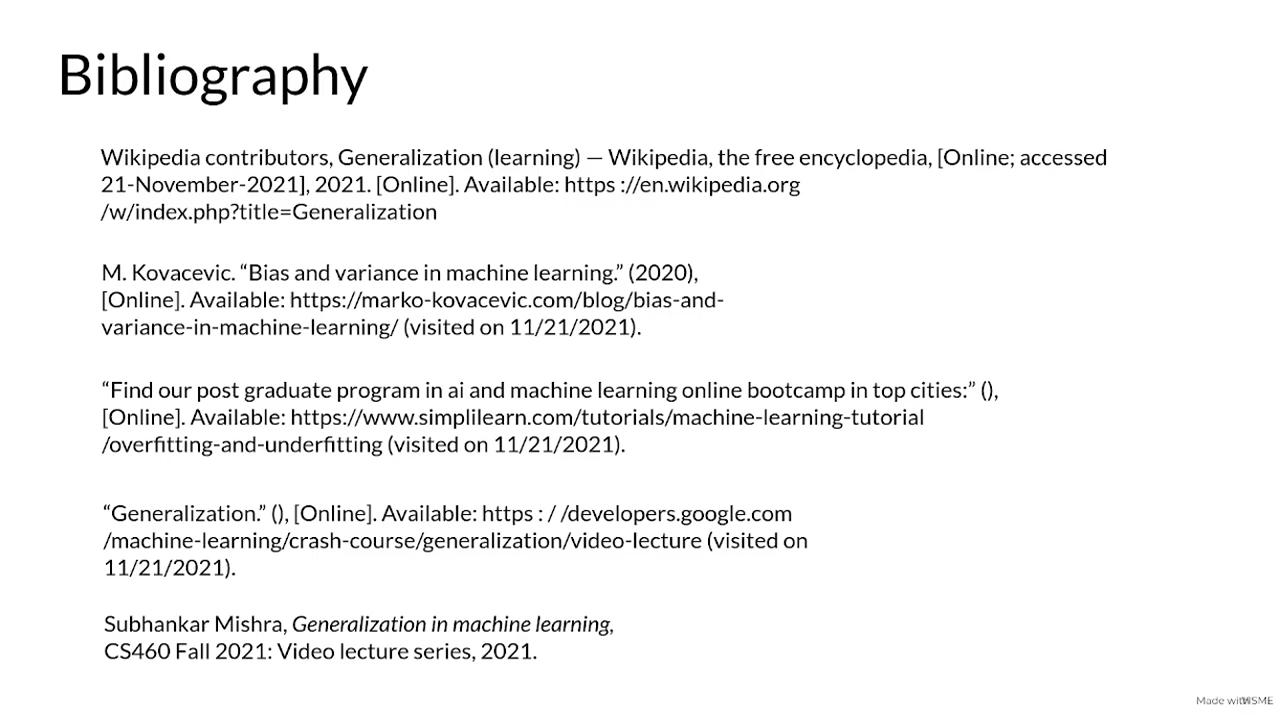 Bibliography
Wikipedia contributors, Generalization (learning) — Wikipedia, the free encyclopedia, [Online; accessed
21-November-2021], 2021. [Online]. Available: https ://en.wikipedia.org
/w/index.php?title=Generalization
M. Kovacevic. “Bias and variance in machine learning.” (2020),
[Online]. Available: https://marko-kovacevic.com/blog/bias-and-
variance-in-machine-learning/ (visited on 11/21/2021).
“Find our post graduate program in ai and machine learning online bootcamp in top cities:” (),
[Online]. Available: https://www.simplilearn.com/tutorials/machine-learning-tutorial
/overfitting-and-underfitting (visited on 11/21/2021).
“Generalization.” (), [Online]. Available: https : / /developers.google.com
/machine-learning/crash-course/generalization/video-lecture (visited on
11/21/2021).
Subhankar Mishra, Generalization in machine learning,
CS460 Fall 2021: Video lecture series, 2021.
Made